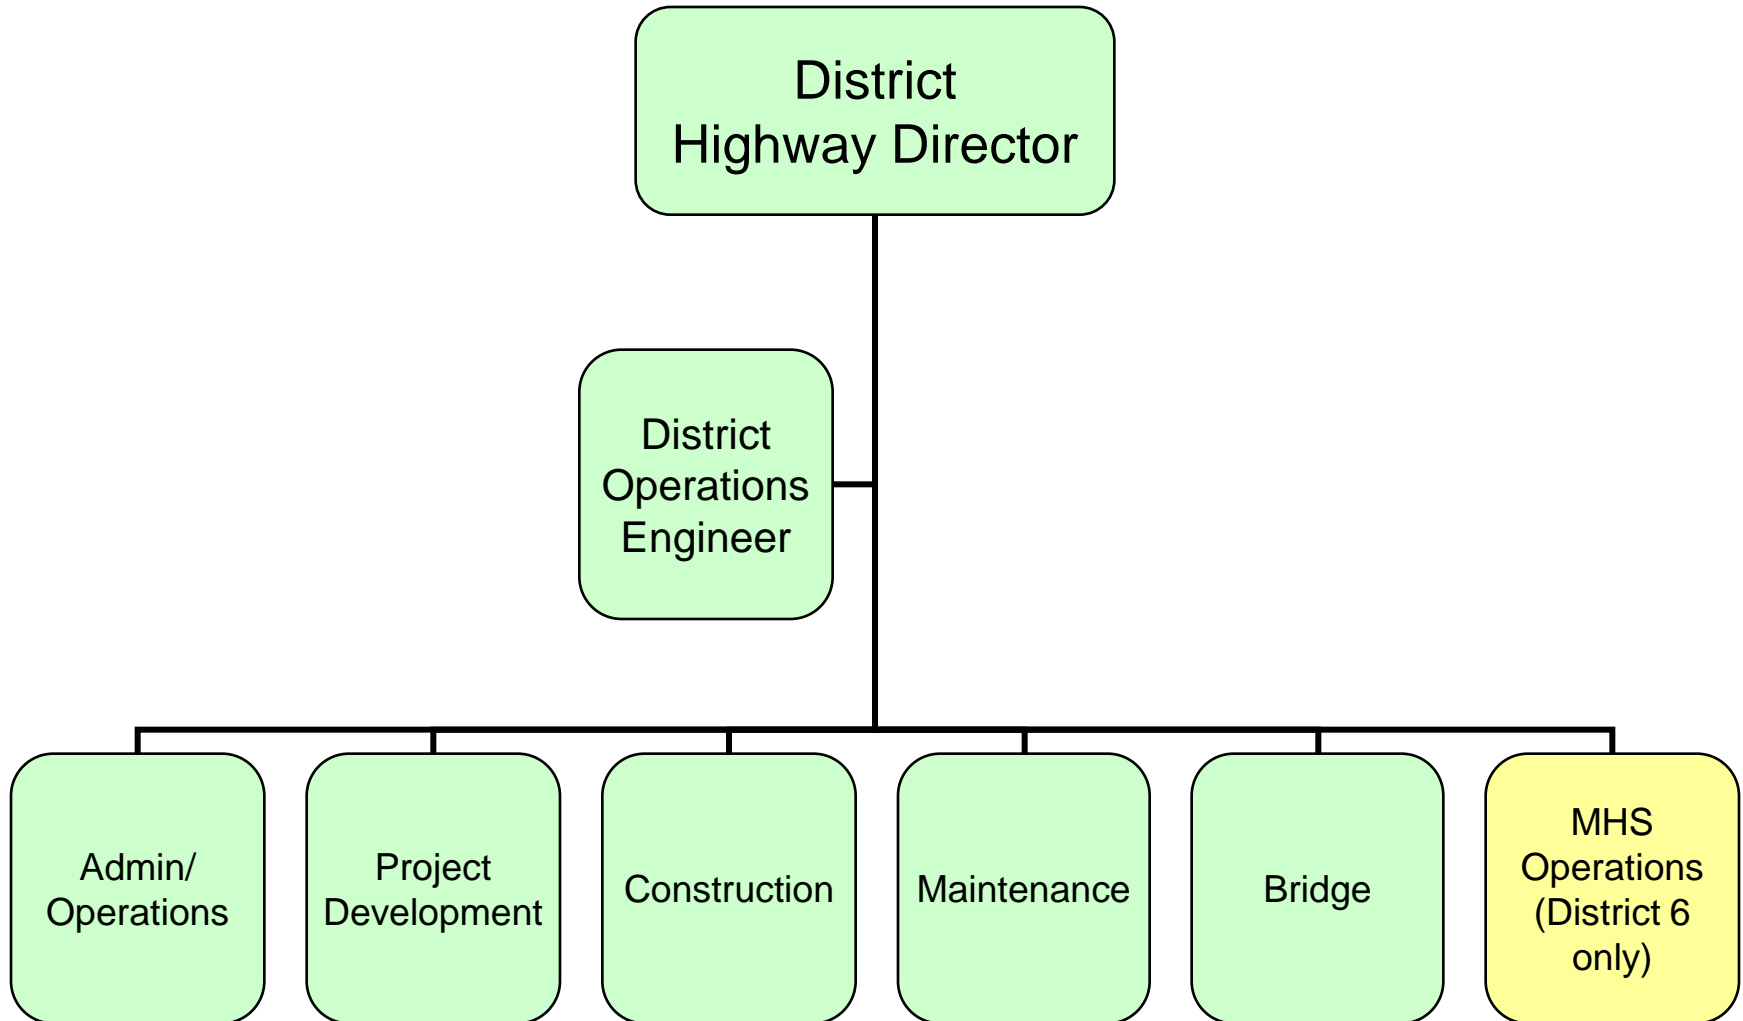 District
Highway Director
District
Operations
Engineer
Admin/
Operations
Project
Development
Construction
Maintenance
Bridge
MHS
Operations
(District 6
only)